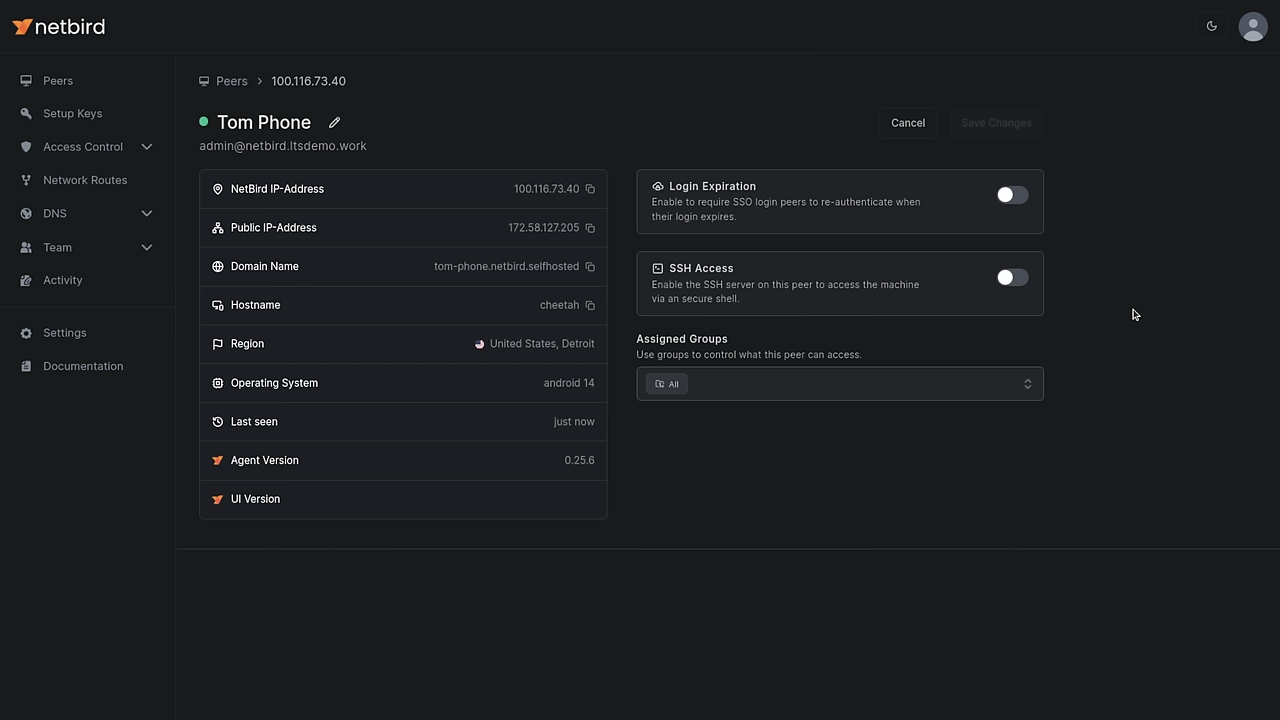 netbird
Peers
Setup Keys
Access Control
Network Routes
DNS
Team
Activity
Settings
Documentation
Peers > 100.116.73.40
Tom Phone
admin@netbird.ltsdemo.work
Cancel
Save Changes
NetBird IP-Address 100.116.73.40
Public IP-Address 172.58.127.205
Domain Name tom-phone.netbird.selfhosted
Hostname cheetah
Region United States, Detroit
Operating System android 14
Last seen just now
Agent Version 0.25.6
UI Version
Login Expiration
Enable to require SSO login peers to re-authenticate when
their login expires.
SSH Access
Enable the SSH server on this peer to access the machine
via an secure shell.
Assigned Groups
Use groups to control what this peer can access.
All